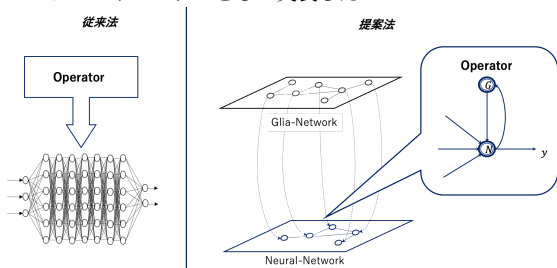 従来法
提案法
Operator
Operator
G
Glia-Network
N
y
Neural-Network